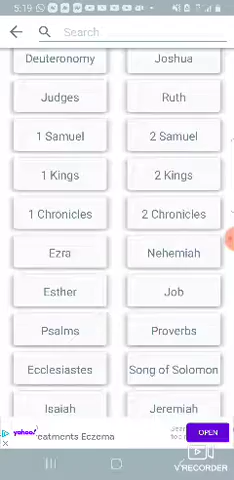 5:19
Search
Deuteronomy Joshua
Judges Ruth
1 Samuel 2 Samuel
1 Kings 2 Kings
1 Chronicles 2 Chronicles
Ezra Nehemiah
Esther Job
Psalms Proverbs
Ecclesiastes Song of Solomon
Isaiah Jeremiah
yahoo! reatments Eczema
OPEN
RECORDER